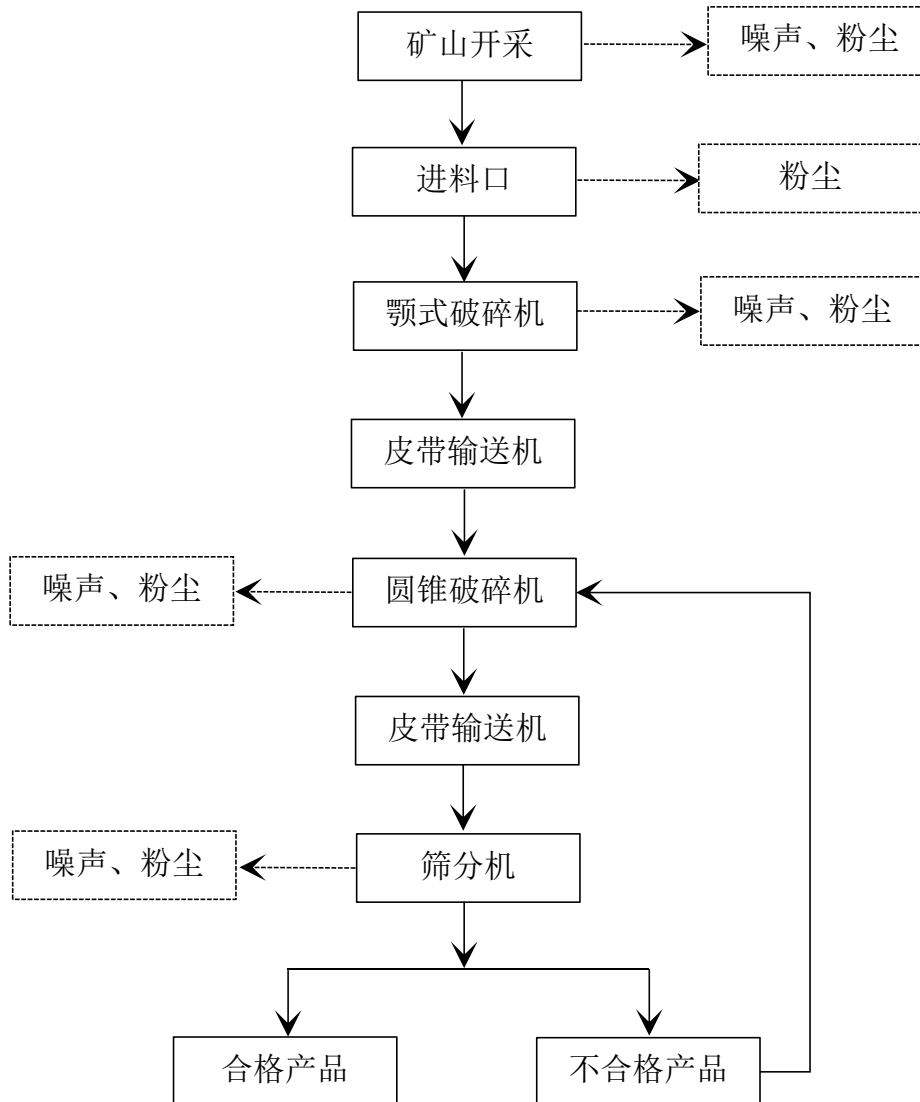 矿山开采
噪声、粉尘
进料口
粉尘
颚式破碎机
噪声、粉尘
皮带输送机
噪声、粉尘
圆锥破碎机
皮带输送机
噪声、粉尘
筛分机
合格产品
不合格产品